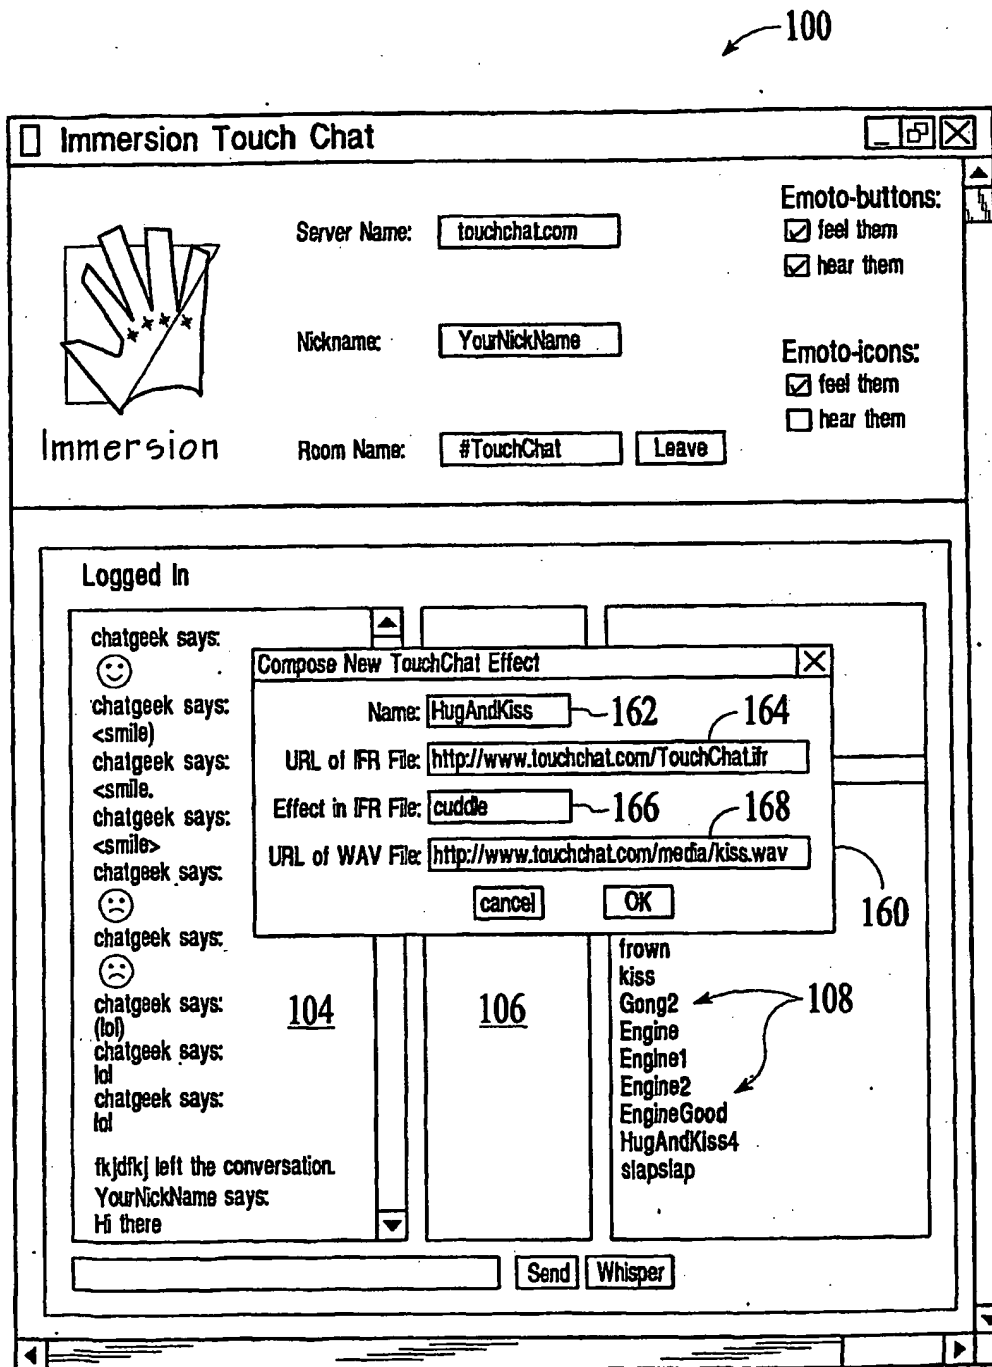 100
Immersion Touch Chat
Server Name: touchchat.com
Nickname: YourNickName
Room Name: #TouchChat Leave
Immersion
Emoto-buttons:
feel them
hear them
Emoto-icons:
feel them
hear them
Logged In
chatgeek says:
chatgeek says:
<smile)
chatgeek says:
<smile.
chatgeek says:
<smile>
chatgeek says:
chatgeek says:
chatgeek says:
(lol)
chatgeek says:
lol
chatgeek says:
lol
fkjdfkj left the conversation.
YourNickName says:
Hi there
104
106
Compose New TouchChat Effect
Name: HugAndKiss 162
164
URL of IFR File: http://www.touchchat.com/TouchChat.ifr
Effect in IFR File: cuddle 166
168
URL of WAV File: http://www.touchchat.com/media/kiss.wav
cancel OK
160
frown
kiss
Gong2
108
Engine
Engine1
Engine2
EngineGood
HugAndKiss4
slapslap
Send Whisper